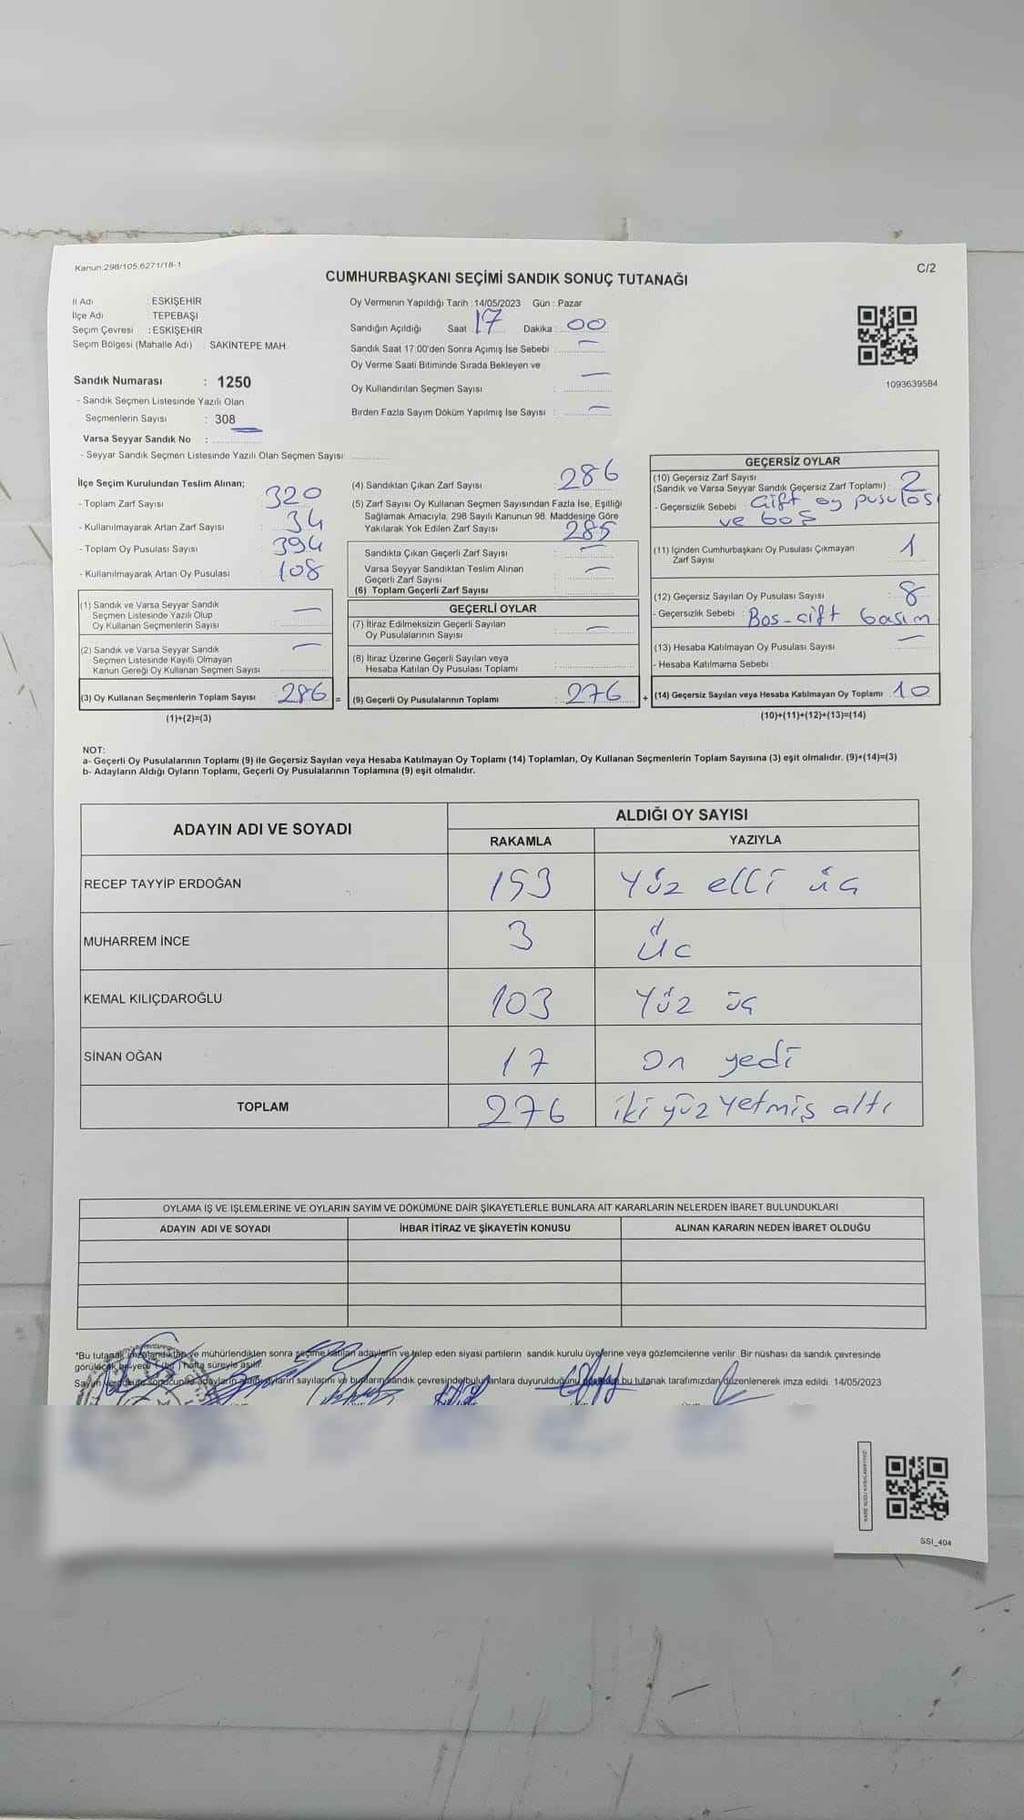 Kanun:298/105 6271/18-1
C/2
CUMHURBAŞKANI SEÇİMİ SANDIK SONUÇ TUTANAĞI
İl Adı : ESKİŞEHİR
İlçe Adı : TEPEBAŞI
Seçim Çevresi : ESKİŞEHİR
Seçim Bölgesi (Mahalle Adı) : SAKİNTEPE MAH.
Oy Vermenin Yapıldığı Tarih : 14/05/2023 Gün : Pazar
Sandığın Açıldığı Saat 17 Dakika : 00
Sandık Saat 17:00'den Sonra Açımış İse Sebebi : —
Oy Verme Saati Bitiminde Sırada Bekleyen ve
Oy Kullandırılan Seçmen Sayısı : —
Birden Fazla Sayım Döküm Yapılmış İse Sayısı : —
1093639584
Sandık Numarası : 1250
- Sandık Seçmen Listesinde Yazılı Olan
Seçmenlerin Sayısı : 308
Varsa Seyyar Sandık No :
- Seyyar Sandık Seçmen Listesinde Yazılı Olan Seçmen Sayısı:
İlçe Seçim Kurulundan Teslim Alınan;
- Toplam Zarf Sayısı : 320
- Kullanılmayarak Artan Zarf Sayısı : 34
- Toplam Oy Pusulası Sayısı : 394
- Kullanılmayarak Artan Oy Pusulası : 108
(1) Sandık ve Varsa Seyyar Sandık
Seçmen Listesinde Yazılı Olup
Oy Kullanan Seçmenlerin Sayısı : —
(2) Sandık ve Varsa Seyyar Sandık
Seçmen Listesinde Kayıtlı Olmayan
Kanun Gereği Oy Kullanan Seçmen Sayısı : —
(3) Oy Kullanan Seçmenlerin Toplam Sayısı : 286 =
(1)+(2)=(3)
(4) Sandıktan Çıkan Zarf Sayısı : 286
(5) Zarf Sayısı Oy Kullanan Seçmen Sayısından Fazla İse, Eşitliği
Sağlamak Amacıyla, 298 Sayılı Kanunun 98. Maddesine Göre
Yakılarak Yok Edilen Zarf Sayısı : 285
Sandıkta Çıkan Geçerli Zarf Sayısı : —
Varsa Seyyar Sandıktan Teslim Alınan
Geçerli Zarf Sayısı : —
(6) Toplam Geçerli Zarf Sayısı :
GEÇERLİ OYLAR
(7) İtiraz Edilmeksizin Geçerli Sayılan
Oy Pusulalarının Sayısı : —
(8) İtiraz Üzerine Geçerli Sayılan veya
Hesaba Katılan Oy Pusulası Toplamı :
(9) Geçerli Oy Pusulalarının Toplamı : 276 +
GEÇERSİZ OYLAR
(10) Geçersiz Zarf Sayısı
(Sandık ve Varsa Seyyar Sandık Geçersiz Zarf Toplamı) : 2
- Geçersizlik Sebebi : Çift oy pusulası
ve boş
(11) İçinden Cumhurbaşkanı Oy Pusulası Çıkmayan
Zarf Sayısı : 1
(12) Geçersiz Sayılan Oy Pusulası Sayısı : 8
- Geçersizlik Sebebi : Bos-çift basım
(13) Hesaba Katılmayan Oy Pusulası Sayısı : —
- Hesaba Katılmama Sebebi :
(14) Geçersiz Sayılan veya Hesaba Katılmayan Oy Toplamı : 10
(10)+(11)+(12)+(13)=(14)
NOT:
a- Geçerli Oy Pusulalarının Toplamı (9) ile Geçersiz Sayılan veya Hesaba Katılmayan Oy Toplamı (14) Toplamları, Oy Kullanan Seçmenlerin Toplam Sayısına (3) eşit olmalıdır. (9)+(14)=(3)
b- Adayların Aldığı Oyların Toplamı, Geçerli Oy Pusulalarının Toplamına (9) eşit olmalıdır.
ADAYIN ADI VE SOYADI
ALDIĞI OY SAYISI
RAKAMLA YAZIYLA
RECEP TAYYİP ERDOĞAN 153 Yüz elli üç
MUHARREM İNCE 3 Üc
KEMAL KILIÇDAROĞLU 103 Yüz üç
SİNAN OĞAN 17 On yedi
TOPLAM 276 iki yüz yetmiş altı
OYLAMA İŞ VE İŞLEMLERİNE VE OYLARIN SAYIM VE DÖKÜMÜNE DAİR ŞİKAYETLERLE BUNLARA AİT KARARLARIN NELERDEN İBARET BULUNDUKLARI
ADAYIN ADI VE SOYADI İHBAR İTİRAZ VE ŞİKAYETİN KONUSU ALINAN KARARIN NEDEN İBARET OLDUĞU
*Bu tutanak imzalandıktan ve mühürlendikten sonra seçime katılan adayların ve talep eden siyasi partilerin sandık kurulu üyelerine veya gözlemcilerine verilir. Bir nüshası da sandık çevresinde
görülecek bir yere 1 (bir) hafta süreyle asılır.
Sayım ve döküm sonucunda adayların aldığı oyların sayılarını ve bunların sandık çevresinde bulunanlara duyurulduğunu bu tutanak tarafımızdan düzenlenerek imza edildi. 14/05/2023
SSİ_404